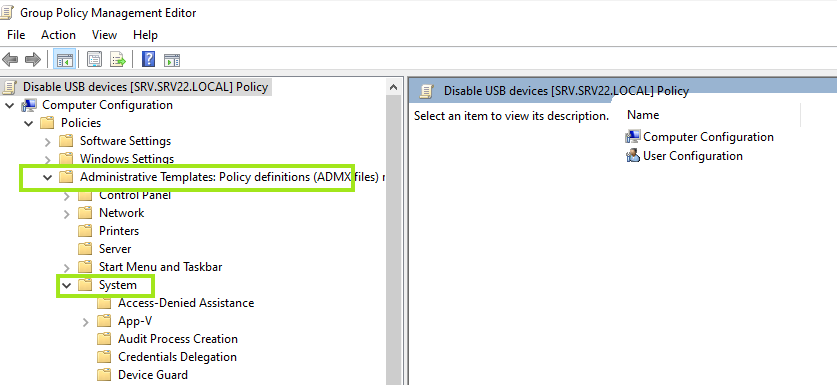 Group Policy Management Editor
File Action View Help
Disable USB devices [SRV.SRV22.LOCAL] Policy
Computer Configuration
Policies
Software Settings
Windows Settings
Administrative Templates: Policy definitions (ADMX files) r
Control Panel
Network
Printers
Server
Start Menu and Taskbar
System
Access-Denied Assistance
App-V
Audit Process Creation
Credentials Delegation
Device Guard
Disable USB devices [SRV.SRV22.LOCAL] Policy
Select an item to view its description.
Name
Computer Configuration
User Configuration